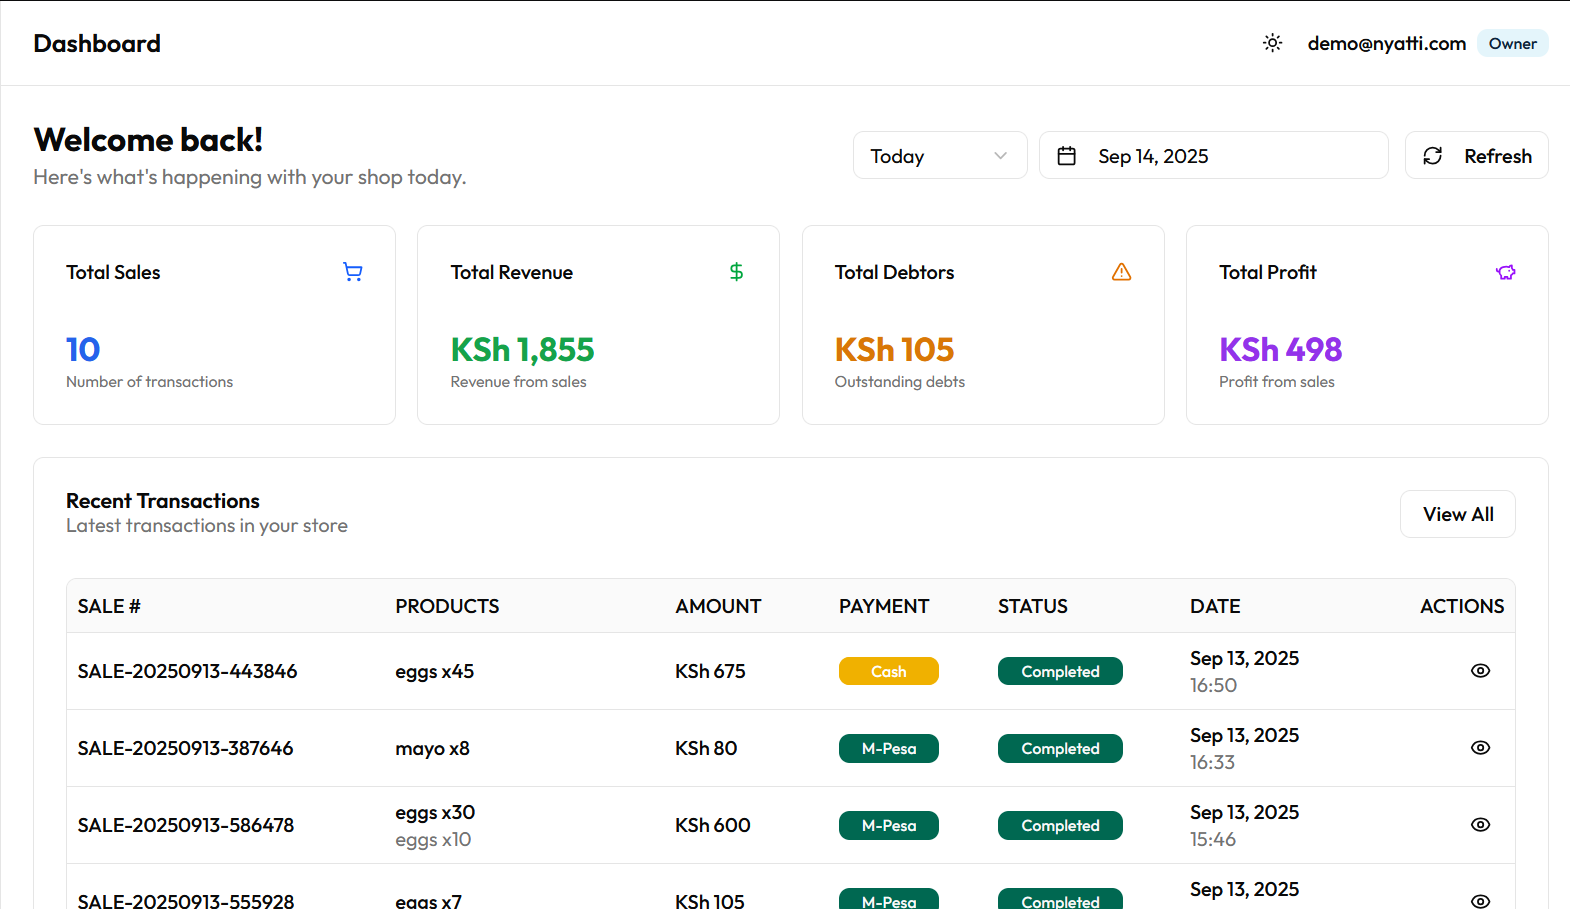 Dashboard
demo@nyatti.com Owner
Welcome back!
Here's what's happening with your shop today.
Today Sep 14, 2025 Refresh
Total Sales Total Revenue Total Debtors Total Profit
10 KSh 1,855 KSh 105 KSh 498
Number of transactions Revenue from sales Outstanding debts Profit from sales
Recent Transactions
Latest transactions in your store
View All
SALE # PRODUCTS AMOUNT PAYMENT STATUS DATE ACTIONS
SALE-20250913-443846 eggs x45 KSh 675 Cash Completed Sep 13, 2025
16:50
SALE-20250913-387646 mayo x8 KSh 80 M-Pesa Completed Sep 13, 2025
16:33
SALE-20250913-586478 eggs x30 KSh 600 M-Pesa Completed Sep 13, 2025
eggs x10 15:46
SALE-20250913-555928 eggs x7 KSh 105 M-Pesa Completed Sep 13, 2025